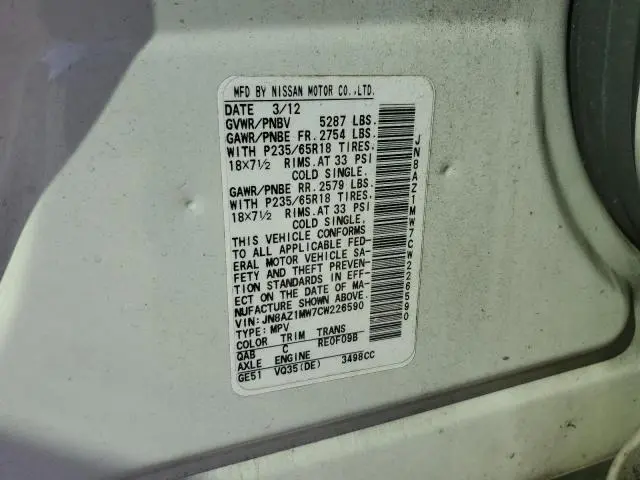 MFD BY NISSAN MOTOR CO.,LTD.
DATE 3/12
GVWR/PNBV 5287 LBS.
GAWR/PNBE FR. 2754 LBS.
WITH P235/65R18 TIRES.
18×7½ RIMS. AT 33 PSI
COLD SINGLE.
GAWR/PNBE RR. 2579 LBS.
WITH P235/65R18 TIRES.
18×7½ RIMS. AT 33 PSI
COLD SINGLE.
THIS VEHICLE CONFORMS
TO ALL APPLICABLE FED-
ERAL MOTOR VEHICLE SA-
FETY AND THEFT PREVEN-
TION STANDARDS IN EFF-
ECT ON THE DATE OF MA-
NUFACTURE SHOWN ABOVE.
VIN: JN8AZ1MW7CW226590
TYPE: MPV
COLOR TRIM TRANS
QAB C RE0F09B
AXLE ENGINE
GE51 VQ35(DE) 3498CC
JN8AZ1MW7CW226590